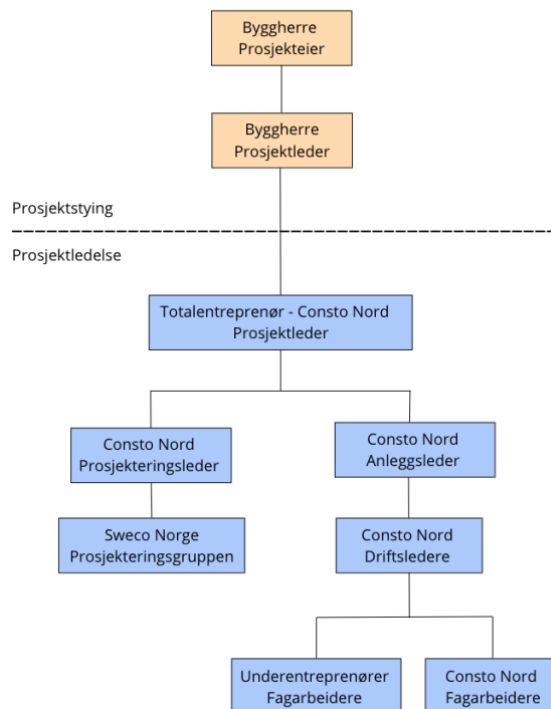 Byggherre
Prosjekteier
Byggherre
Prosjektleder
Prosjektstying
Prosjektledelse
Totalentreprenør - Consto Nord
Prosjektleder
Consto Nord
Prosjekteringsleder
Consto Nord
Anleggsleder
Sweco Norge
Prosjekteringsgruppen
Consto Nord
Driftsledere
Underentreprenører
Fagarbeidere
Consto Nord
Fagarbeidere